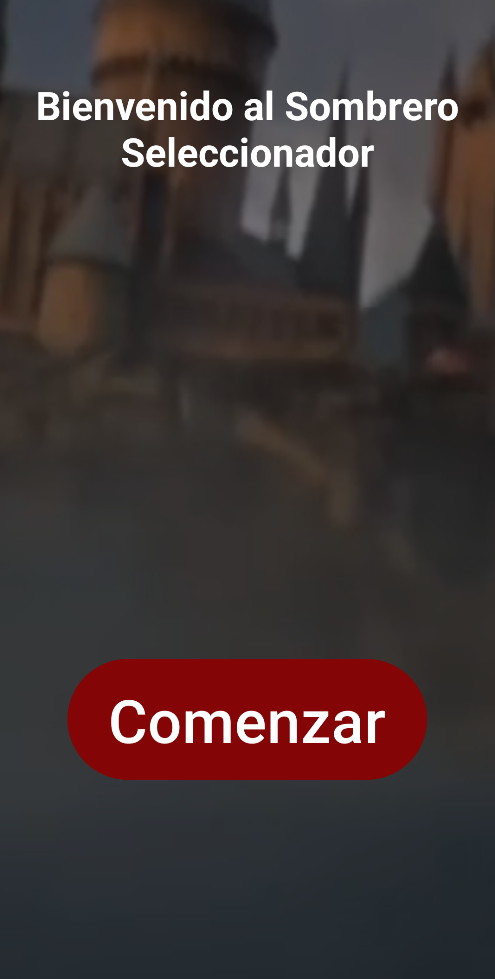 Bienvenido al Sombrero
Seleccionador
Comenzar